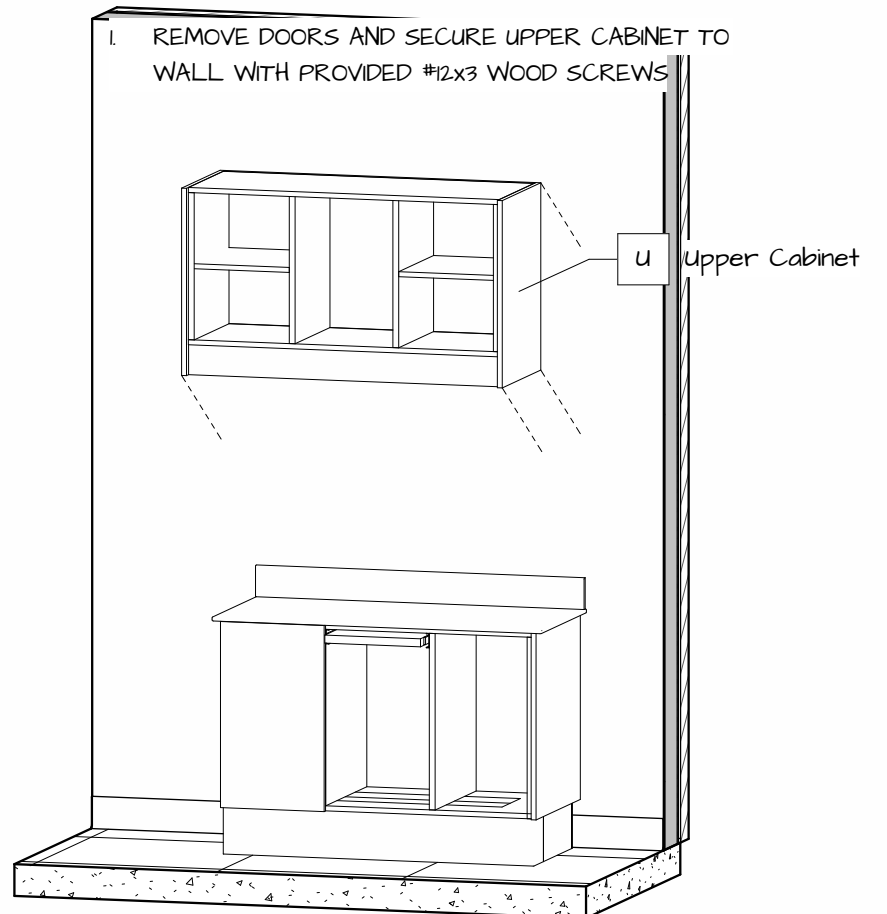 1. REMOVE DOORS AND SECURE UPPER CABINET TO
WALL WITH PROVIDED #12x3 WOOD SCREWS
U Upper Cabinet